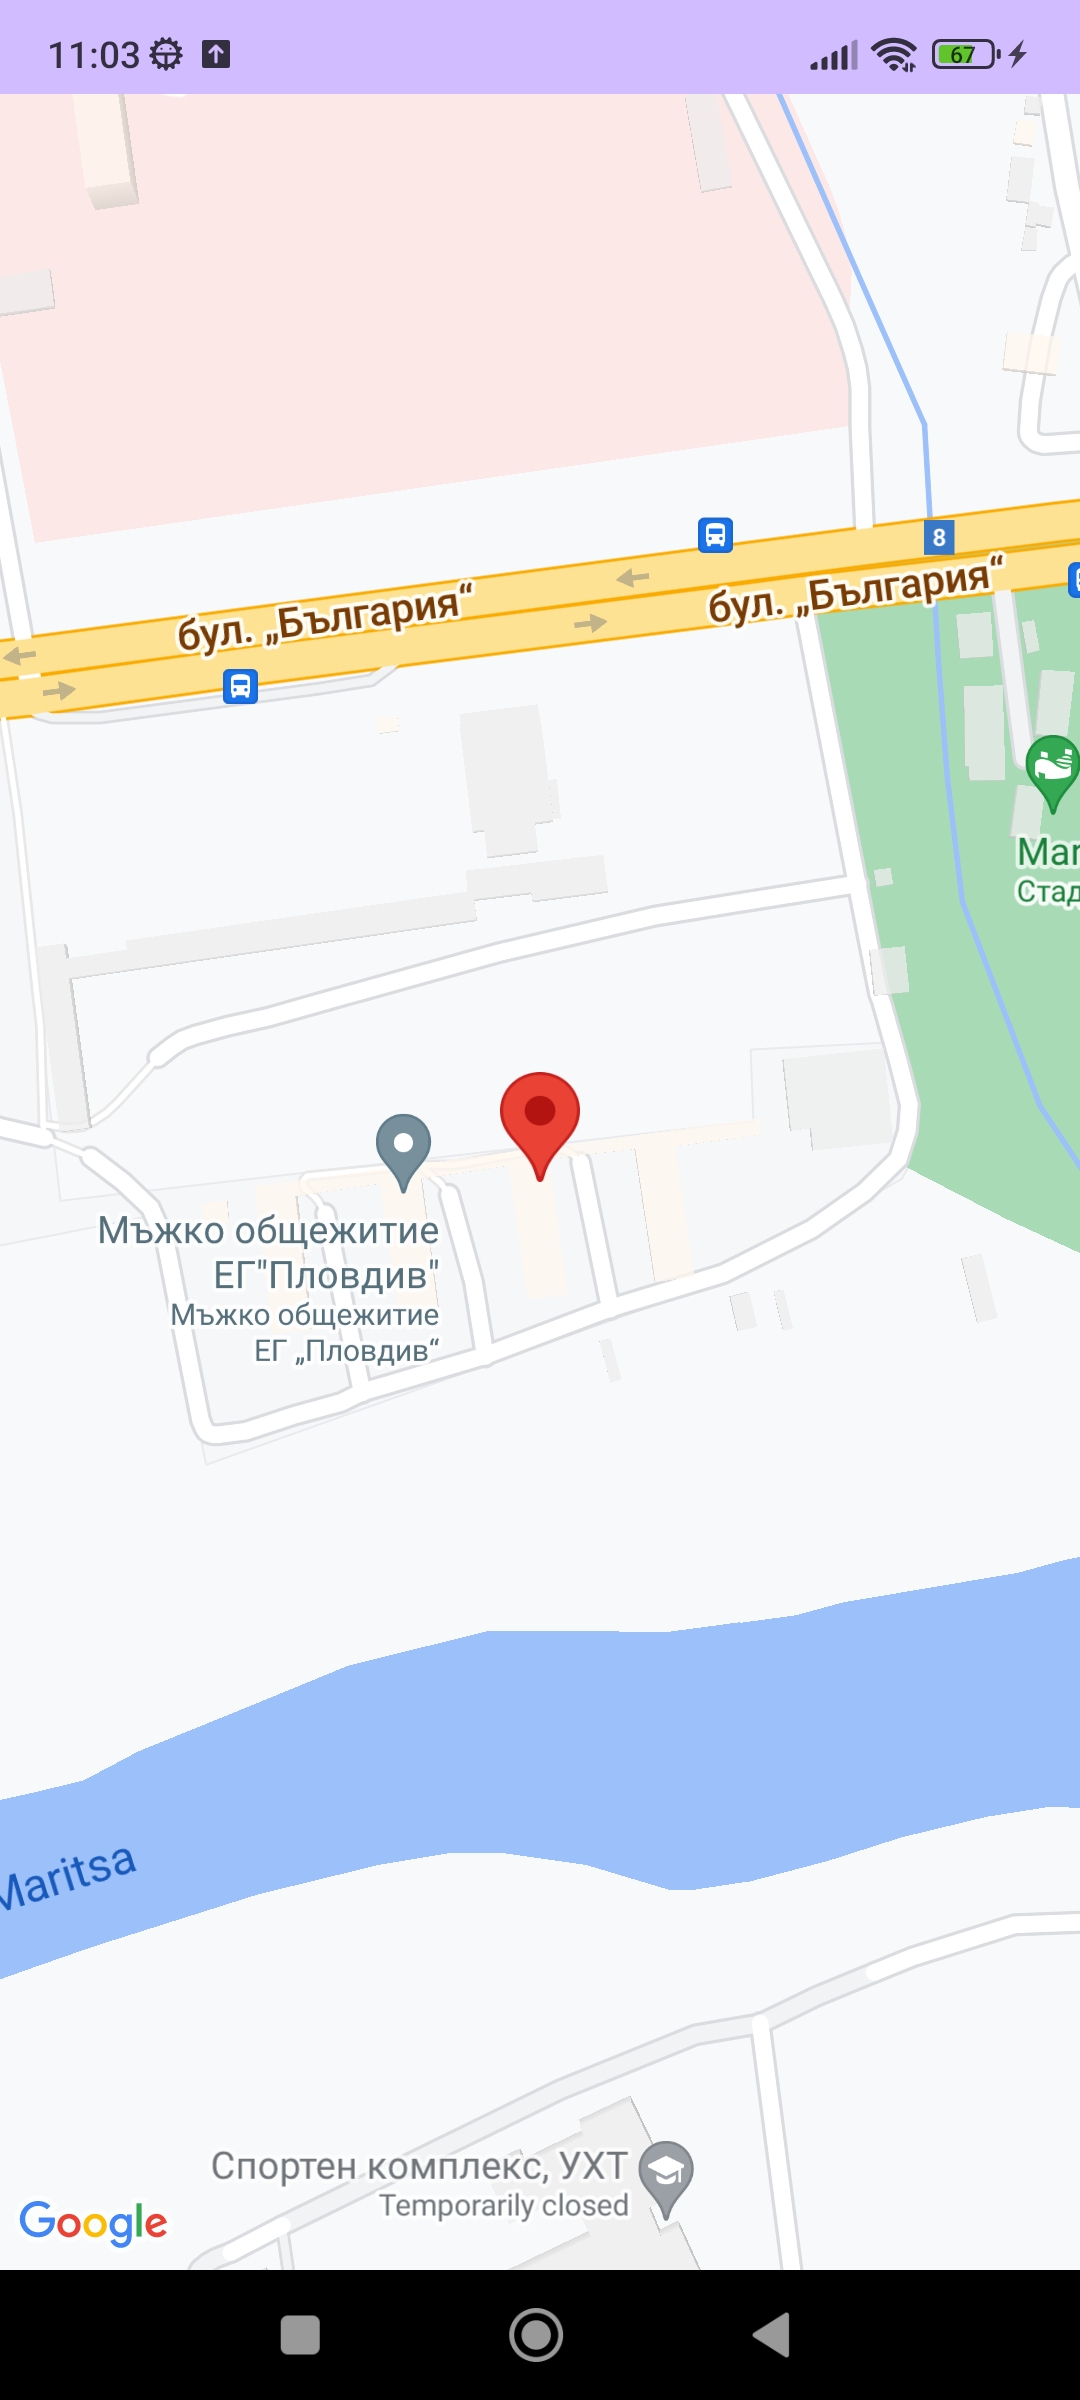 11:03
67
8
бул. „България“
бул. „България“
Mar
Стад
Мъжко общежитие
ЕГ"Пловдив"
Мъжко общежитие
ЕГ „Пловдив“
Maritsa
Спортен комплекс, УХТ
Temporarily closed
Google